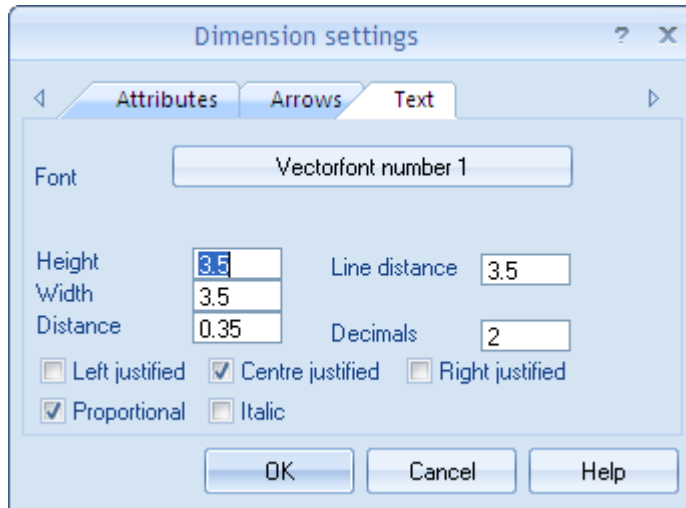 Dimension settings ? X
Attributes Arrows Text
Font Vectorfont number 1
Height 3.5 Line distance 3.5
Width 3.5
Distance 0.35 Decimals 2
Left justified Centre justified Right justified
Proportional Italic
OK Cancel Help